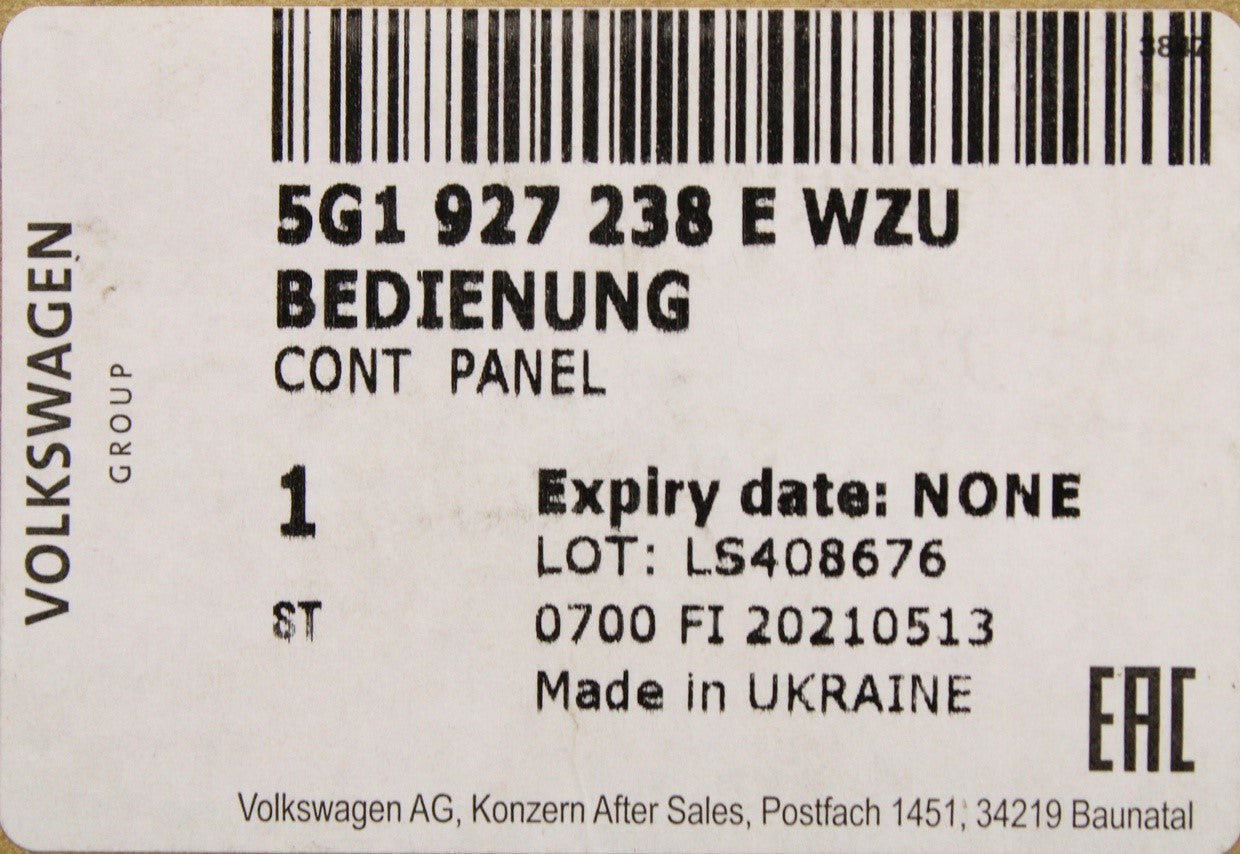 5G1 927 238 E WZU
BEDIENUNG
CONT PANEL
1
Expiry date: NONE
LOT: LS408676
ST
0700 FI 20210513
Made in UKRAINE
EAC
VOLKSWAGEN
GROUP
Volkswagen AG, Konzern After Sales, Postfach 1451, 34219 Baunatal